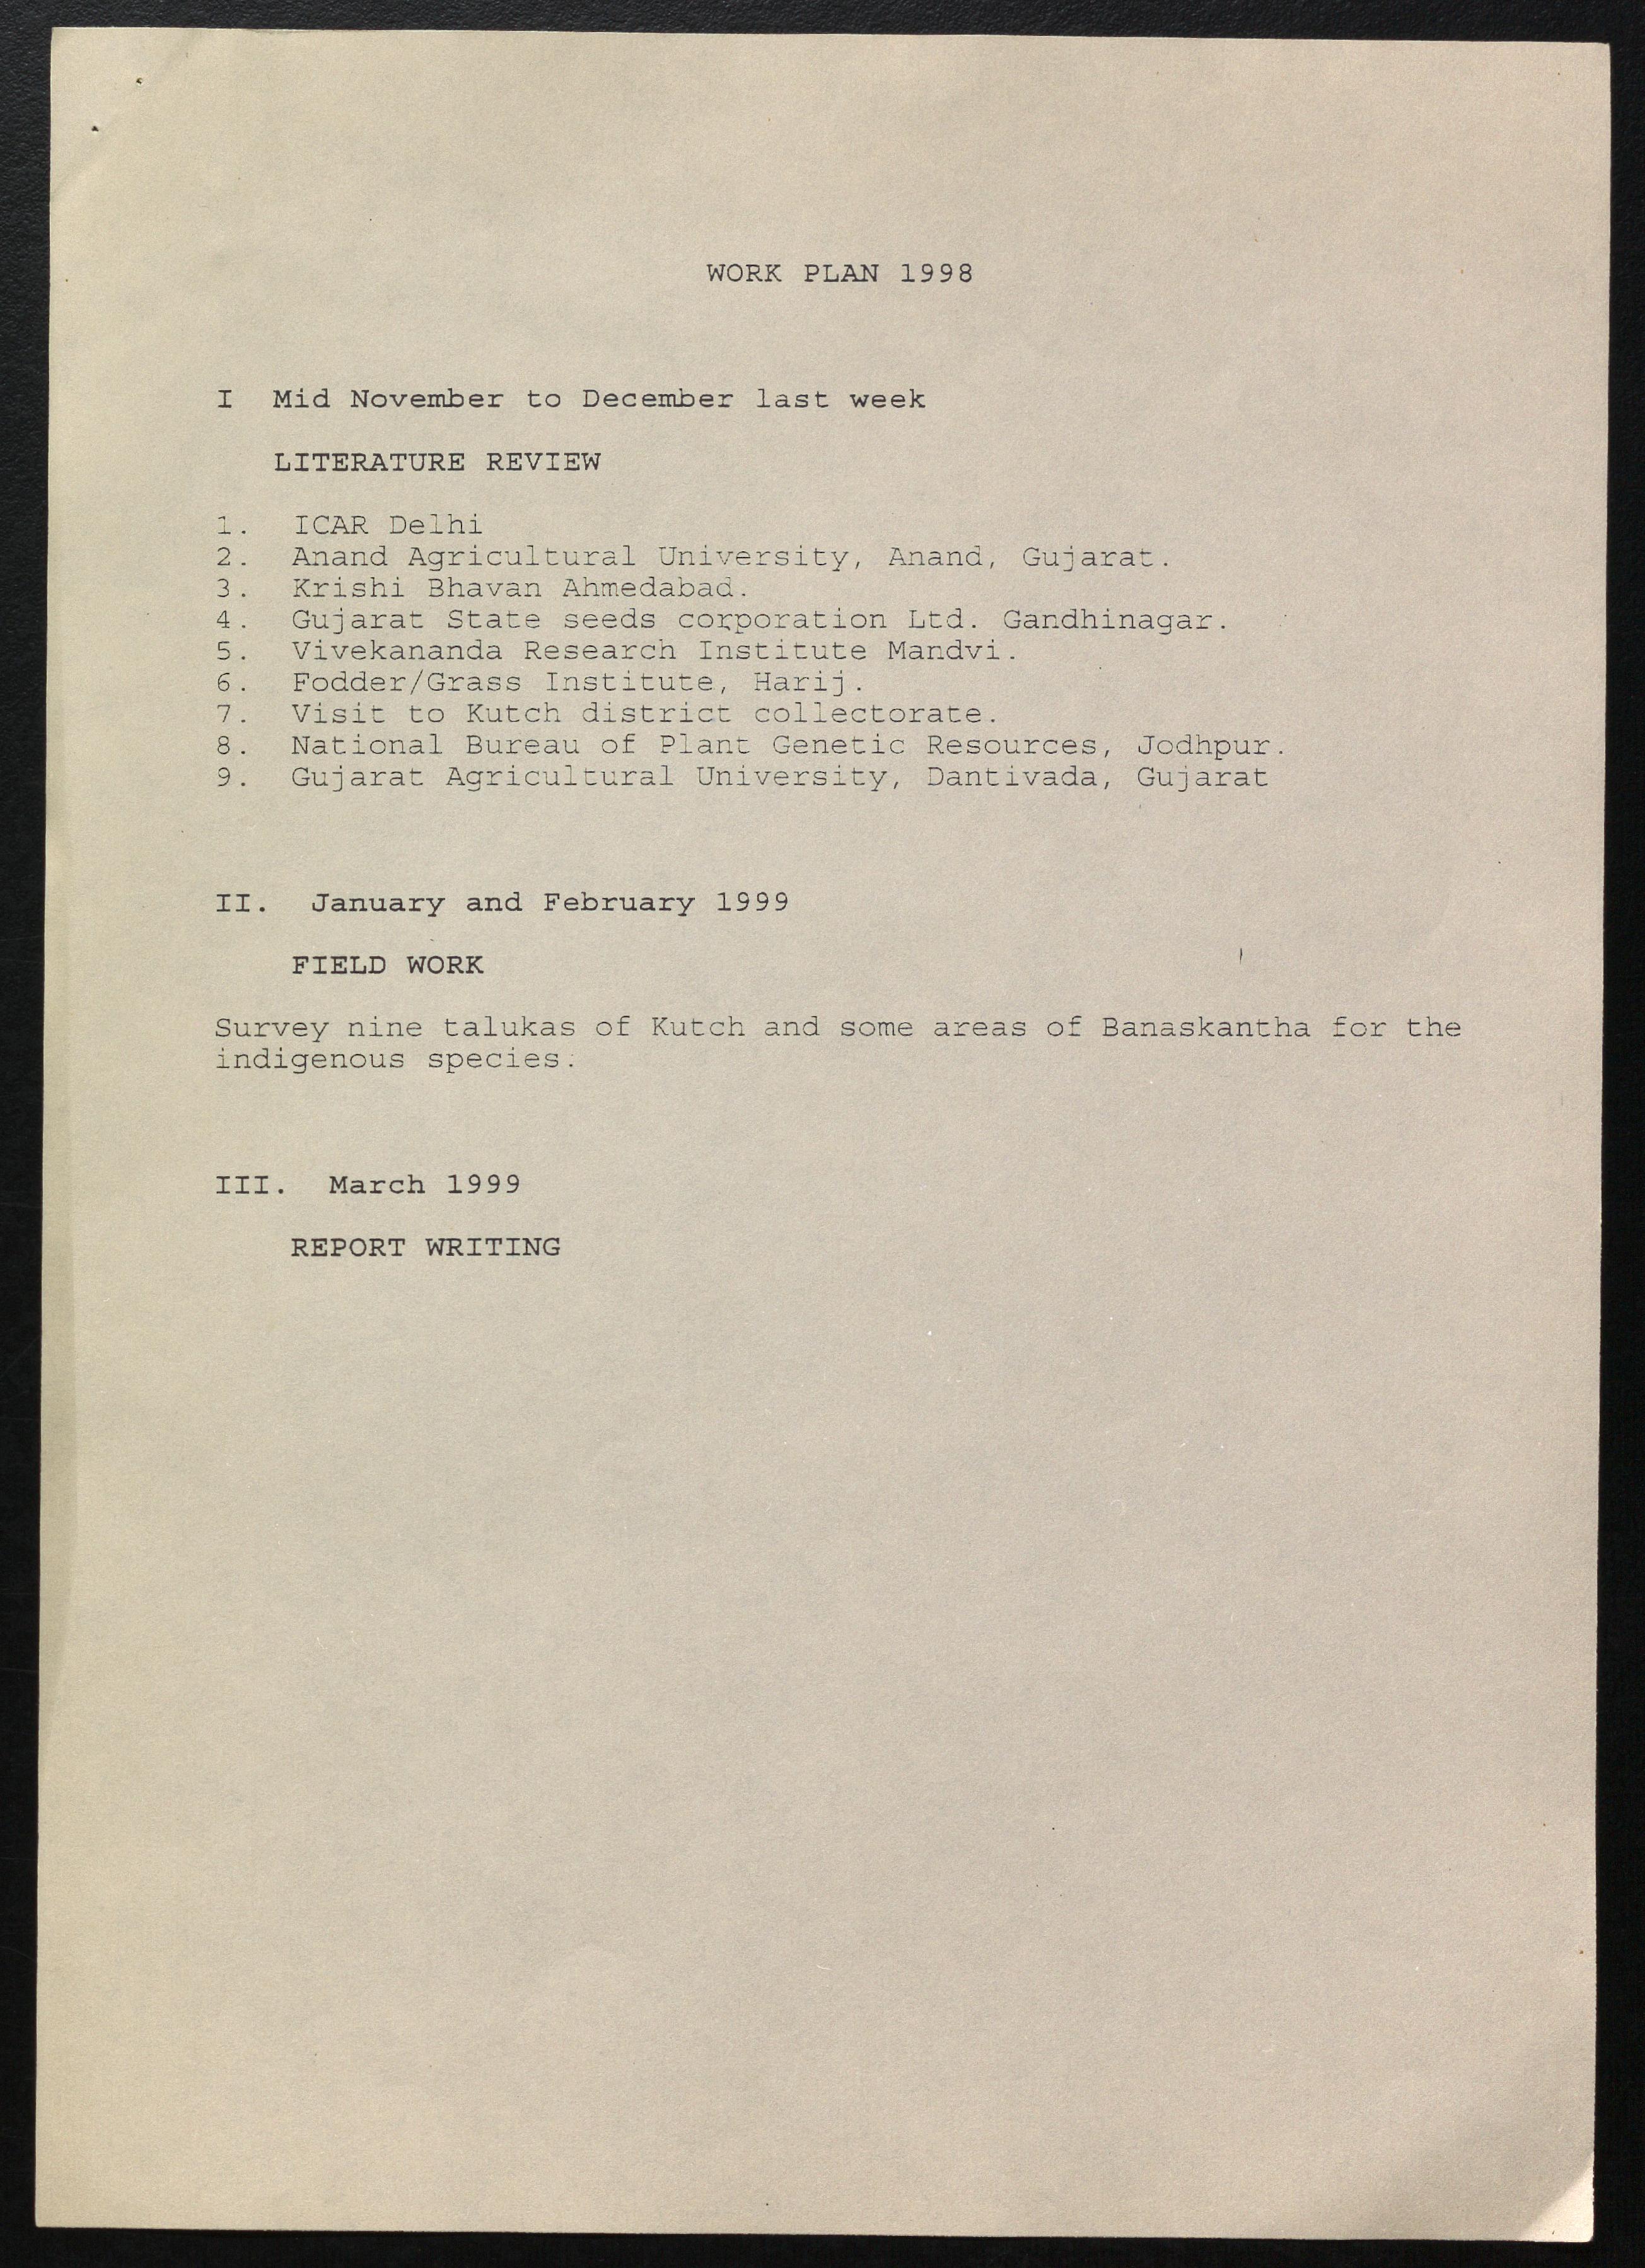 WORK PLAN 1998
I Mid November to December last week
LITERATURE REVIEW
1. ICAR Delhi
2. Anand Agricultural University, Anand, Gujarat.
3. Krishi Bhavan Ahmedabad.
4. Gujarat State seeds corporation Ltd. Gandhinagar.
5. Vivekananda Research Institute Mandvi.
6. Fodder/Grass Institute, Harij.
7. Visit to Kutch district collectorate.
8. National Bureau of Plant Genetic Resources, Jodhpur.
9. Gujarat Agricultural University, Dantivada, Gujarat
II. January and February 1999
FIELD WORK
Survey nine talukas of Kutch and some areas of Banaskantha for the
indigenous species.
III. March 1999
REPORT WRITING